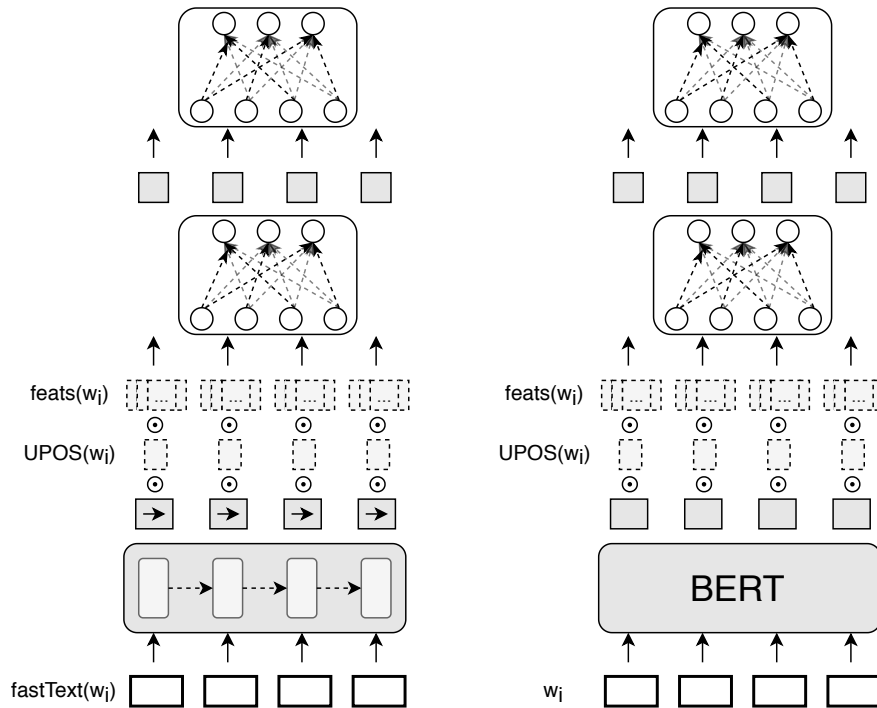 ... ... ... ...
feats(wi)
UPOS(wi)
fastText(wi)
... ... ... ...
feats(wi)
UPOS(wi)
BERT
wi